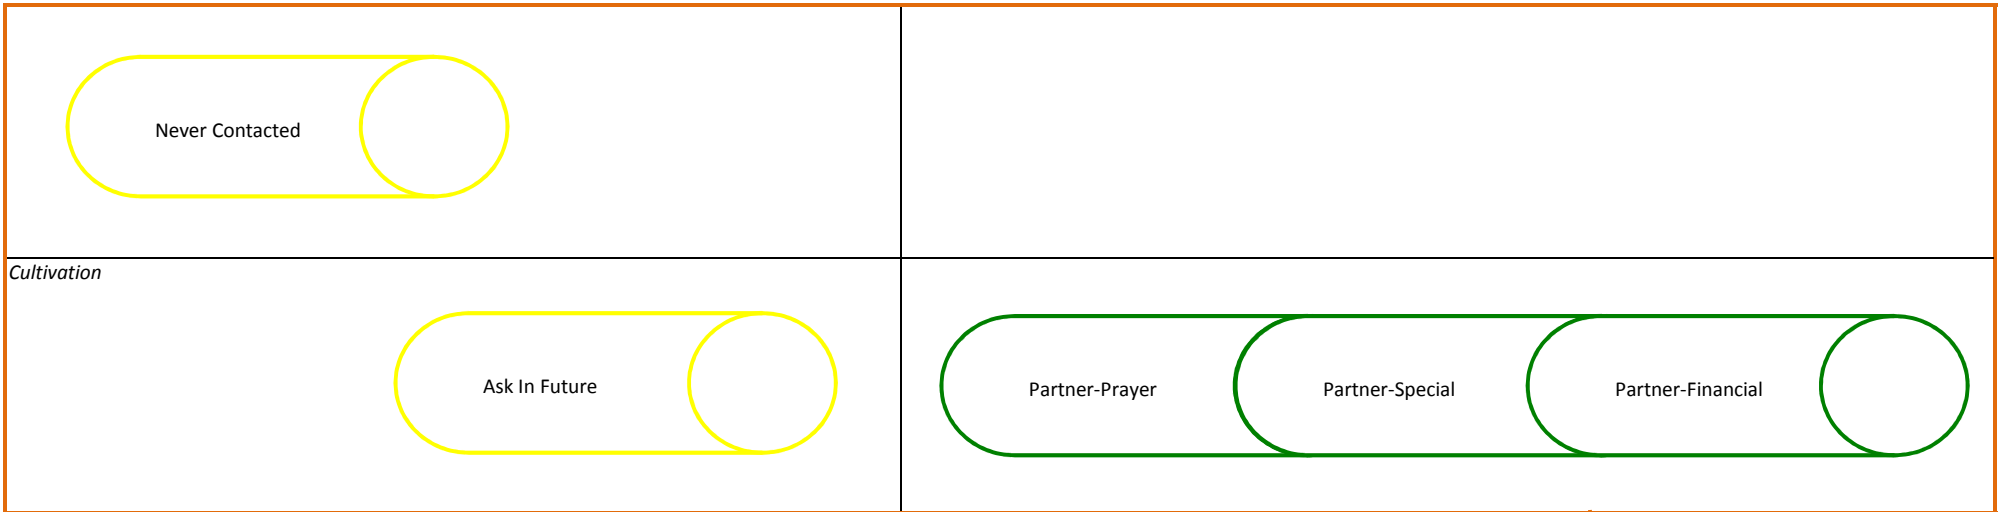 Never Contacted
Cultivation
Ask In Future
Partner-Prayer
Partner-Special
Partner-Financial